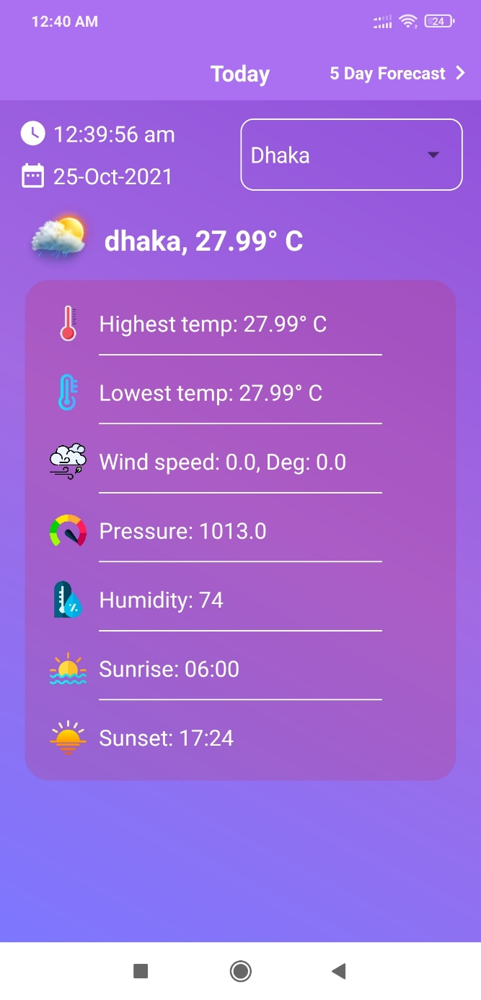 12:40 AM
24
Today
5 Day Forecast
12:39:56 am
Dhaka
25-Oct-2021
dhaka, 27.99° C
Highest temp: 27.99° C
Lowest temp: 27.99° C
Wind speed: 0.0, Deg: 0.0
Pressure: 1013.0
Humidity: 74
Sunrise: 06:00
Sunset: 17:24